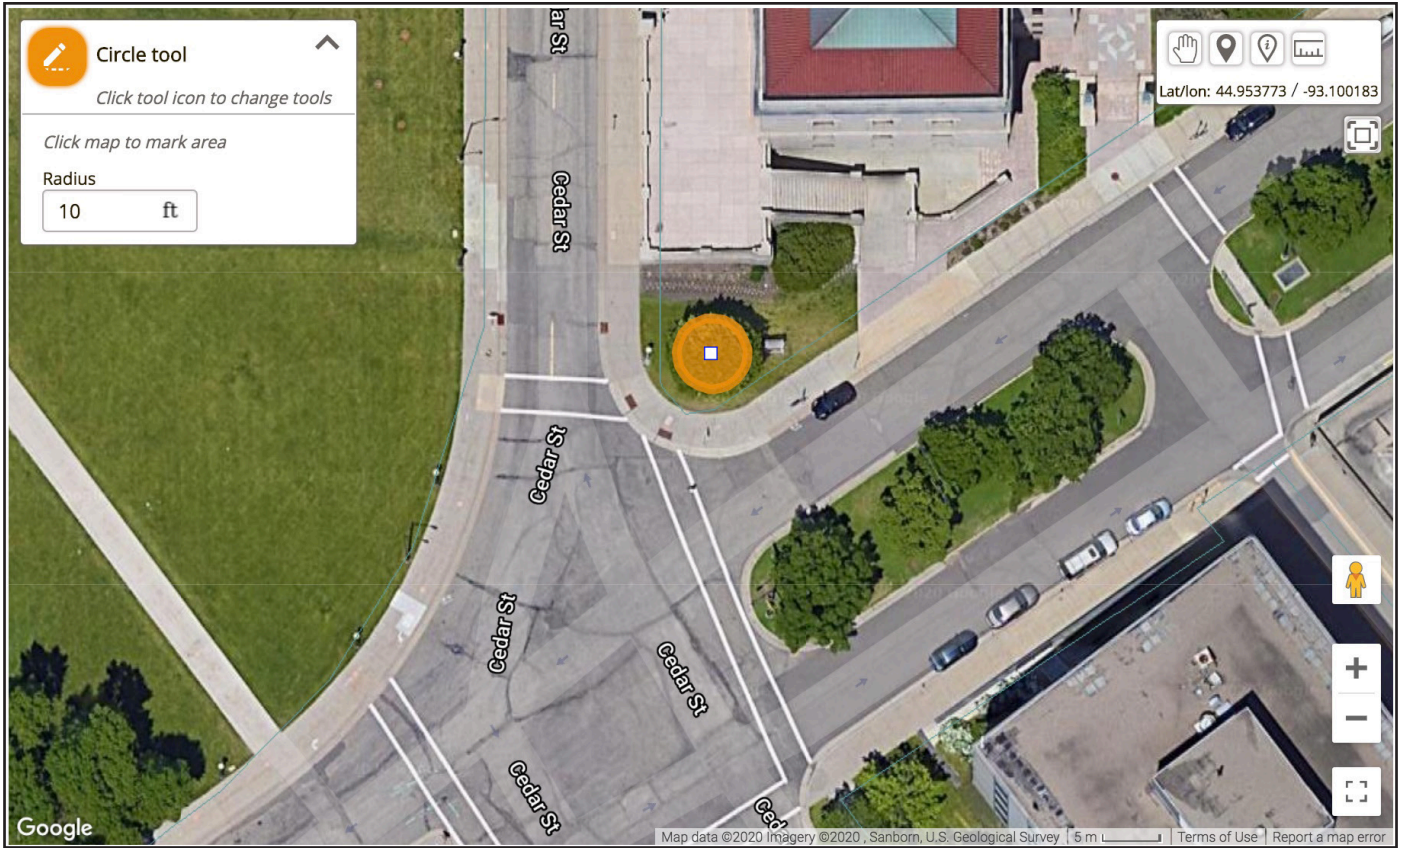 Circle tool
Click tool icon to change tools
Click map to mark area
Radius
10 ft
Lat/lon: 44.953773 / -93.100183
ar St
Cedar St
Cedar St
Cedar St
Cedar St
Cedar St
Ced
Google
Map data ©2020 Imagery ©2020 , Sanborn, U.S. Geological Survey
5 m
Terms of Use
Report a map error